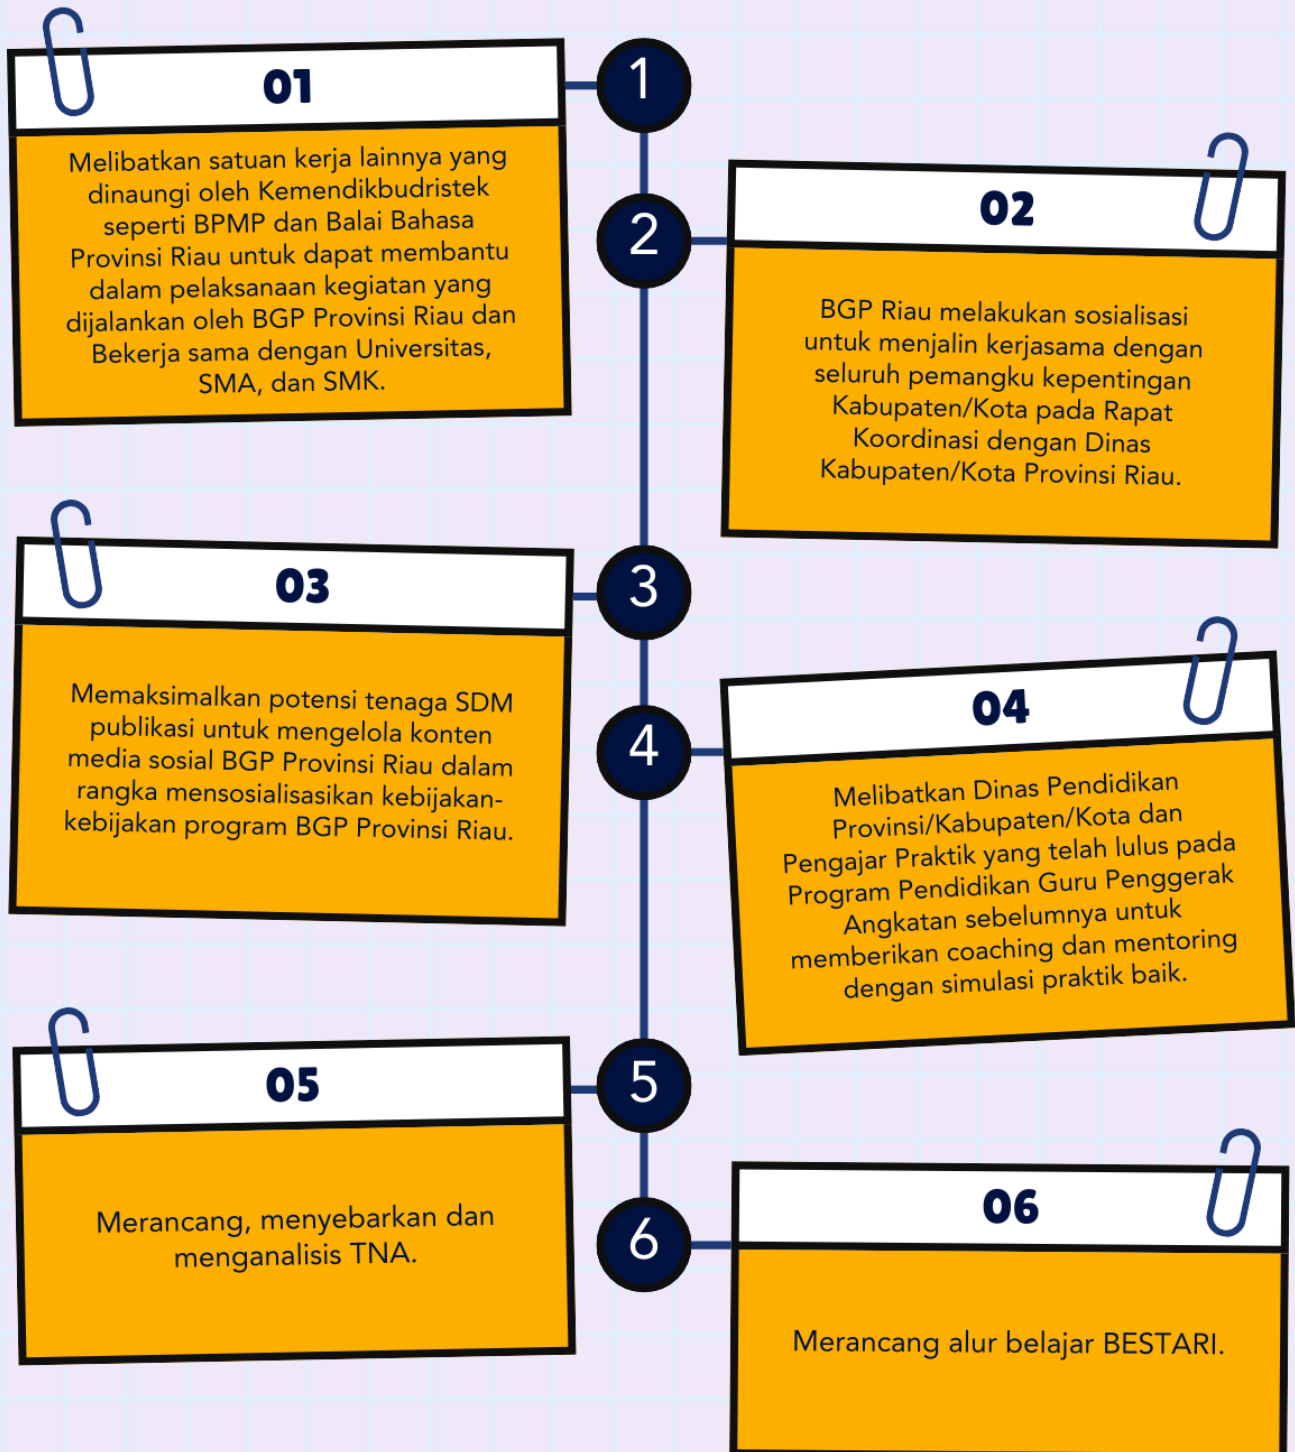 01
1
Melibatkan satuan kerja lainnya yang
dinaungi oleh Kemendikbudristek
seperti BPMP dan Balai Bahasa
Provinsi Riau untuk dapat membantu
dalam pelaksanaan kegiatan yang
dijalankan oleh BGP Provinsi Riau dan
Bekerja sama dengan Universitas,
SMA, dan SMK.
2
02
BGP Riau melakukan sosialisasi
untuk menjalin kerjasama dengan
seluruh pemangku kepentingan
Kabupaten/Kota pada Rapat
Koordinasi dengan Dinas
Kabupaten/Kota Provinsi Riau.
03
3
Memaksimalkan potensi tenaga SDM
publikasi untuk mengelola konten
media sosial BGP Provinsi Riau dalam
rangka mensosialisasikan kebijakan-
kebijakan program BGP Provinsi Riau.
4
04
Melibatkan Dinas Pendidikan
Provinsi/Kabupaten/Kota dan
Pengajar Praktik yang telah lulus pada
Program Pendidikan Guru Penggerak
Angkatan sebelumnya untuk
memberikan coaching dan mentoring
dengan simulasi praktik baik.
05
5
Merancang, menyebarkan dan
menganalisis TNA.
6
06
Merancang alur belajar BESTARI.